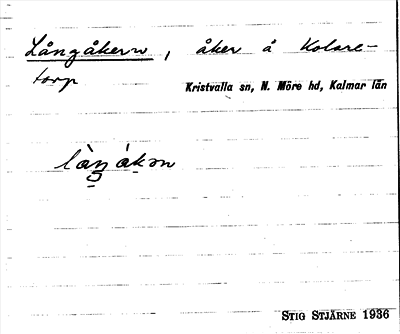 Långåkern, åker å Kolare-
torp
Kristvalla sn, N. Möre hd, Kalmar län
STIG STJÄRNE 1936